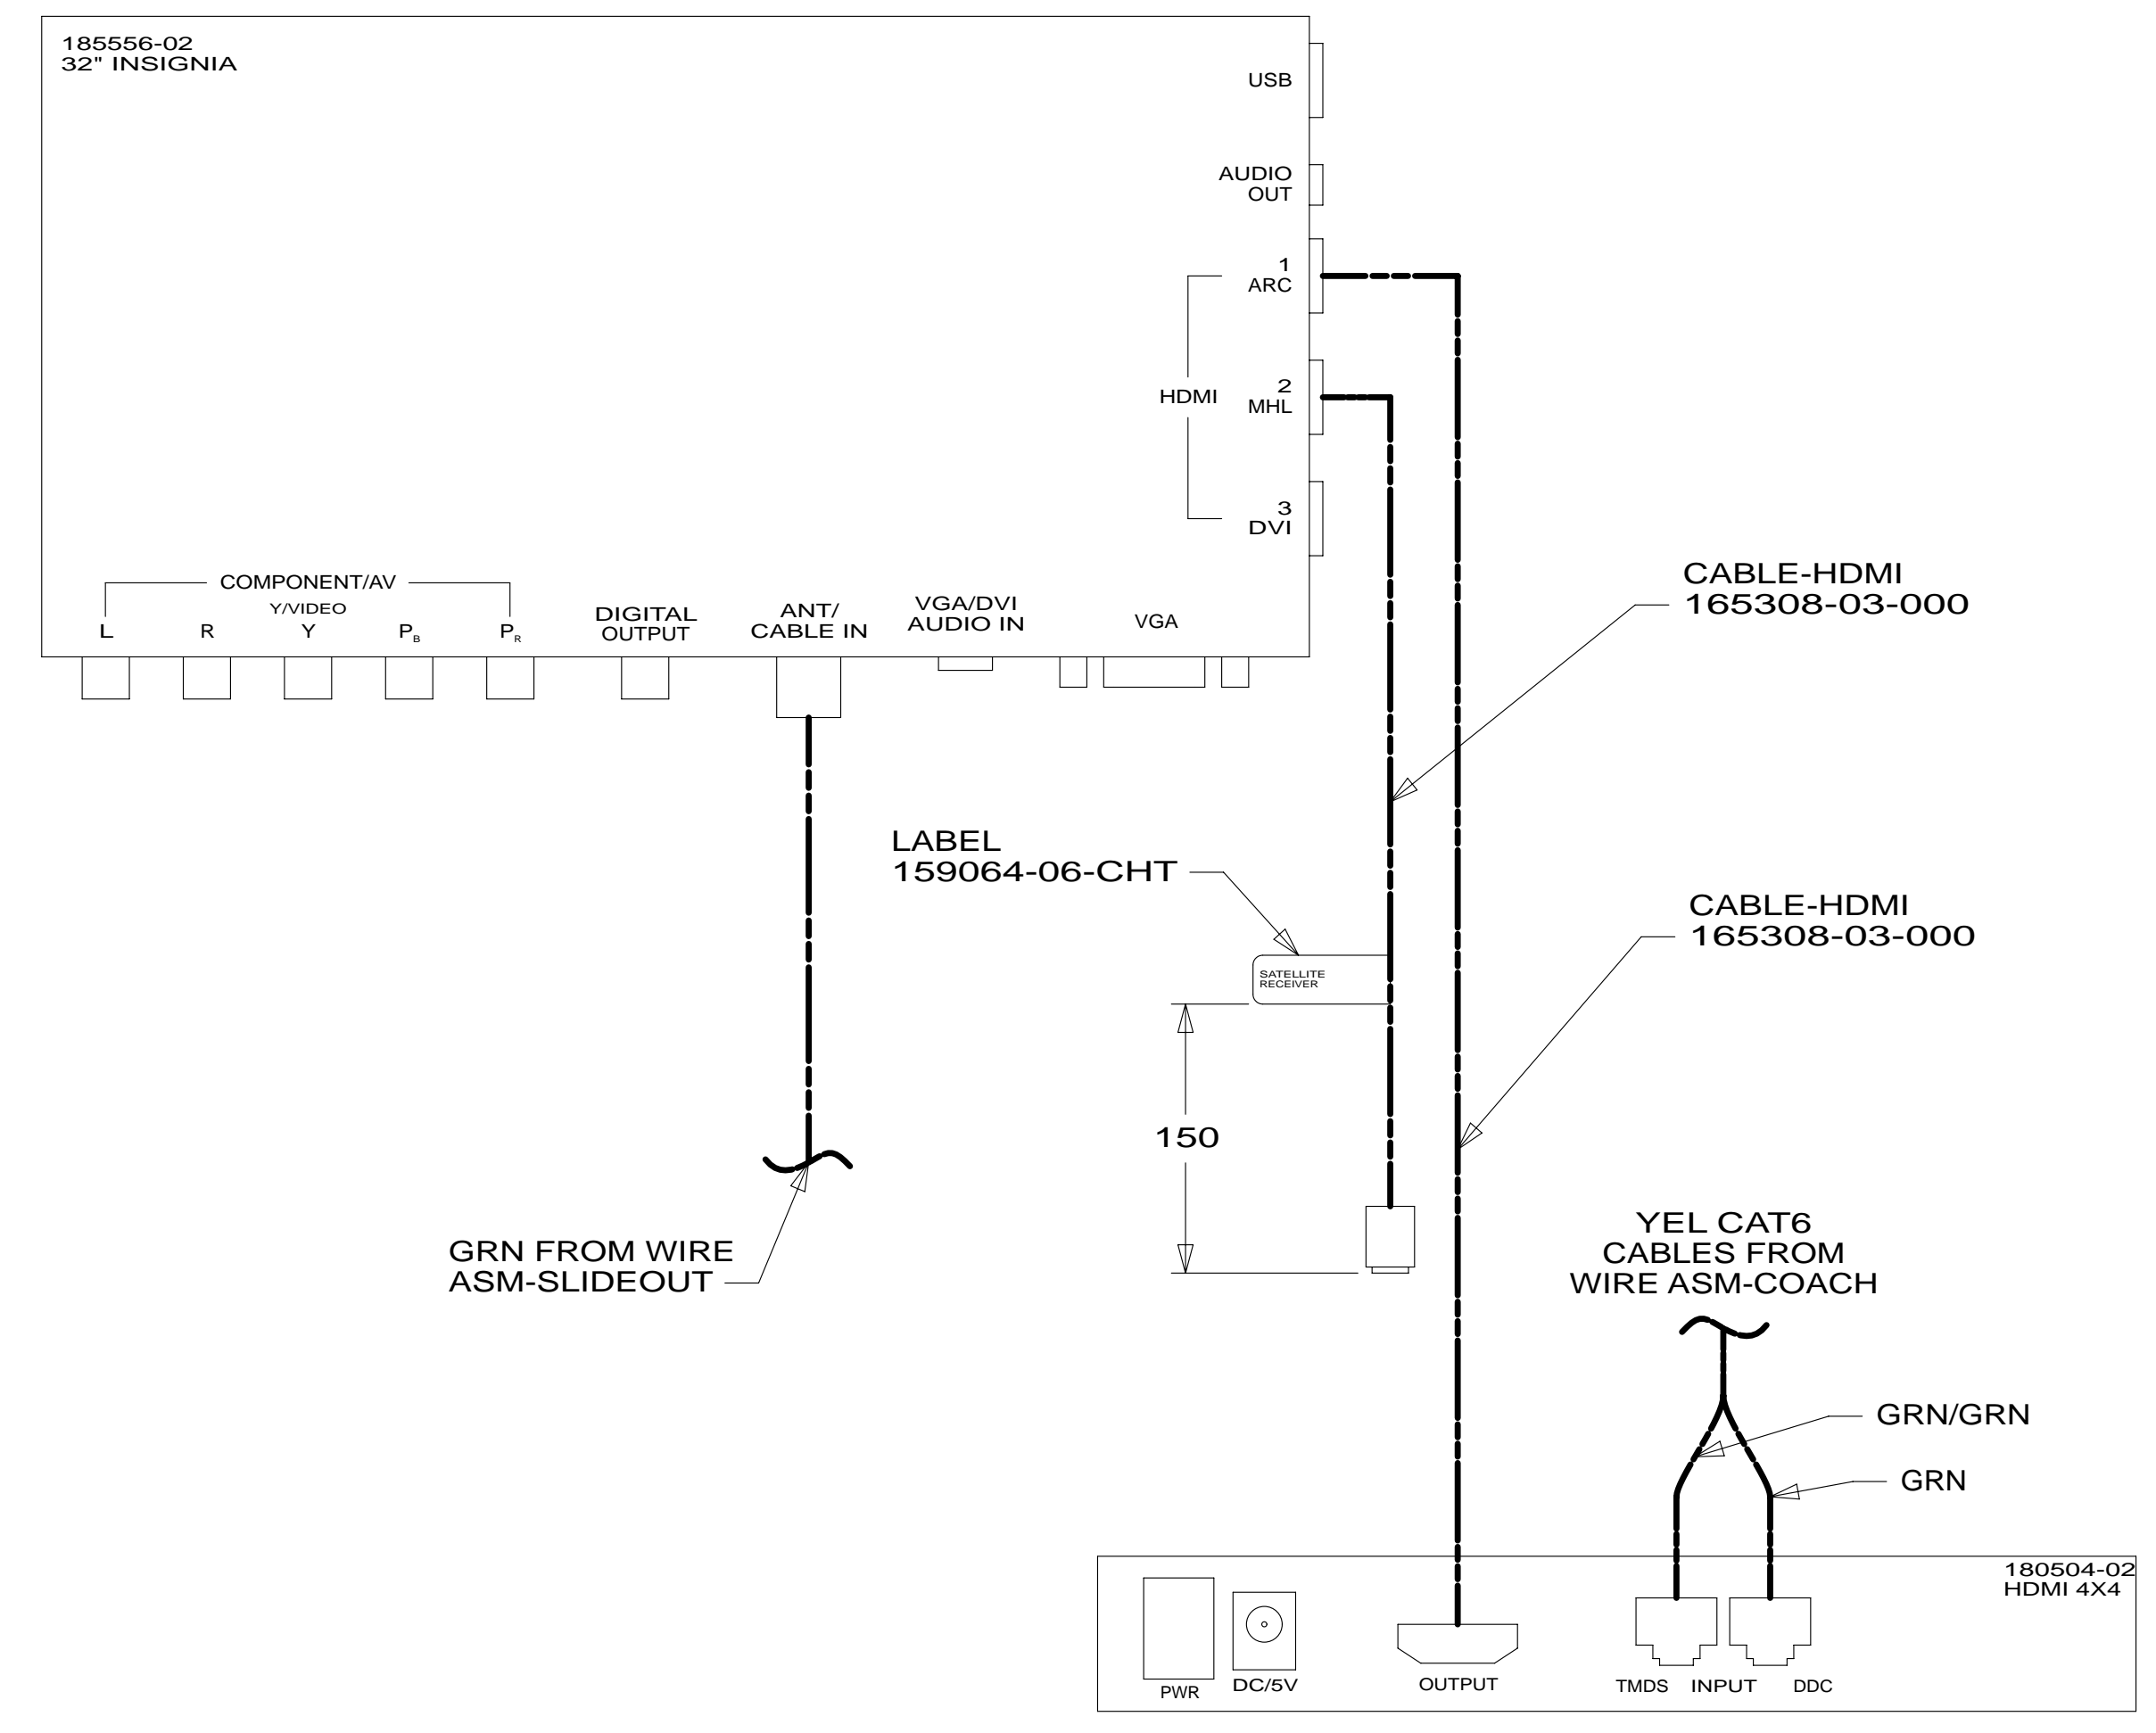 185556-02
32" INSIGNIA
USB
AUDIO
OUT
1
ARC
HDMI
2
MHL
3
DVI
COMPONENT/AV
Y/VIDEO
L
R
Y
PB
PR
DIGITAL
OUTPUT
ANT/
CABLE IN
VGA/DVI
AUDIO IN
VGA
CABLE-HDMI
165308-03-000
LABEL
159064-06-CHT
CABLE-HDMI
165308-03-000
SATELLITE
RECEIVER
150
GRN FROM WIRE
ASM-SLIDEOUT
YEL CAT6
CABLES FROM
WIRE ASM-COACH
GRN/GRN
GRN
180504-02
HDMI 4X4
PWR
DC/5V
OUTPUT
TMDS
INPUT
DDC